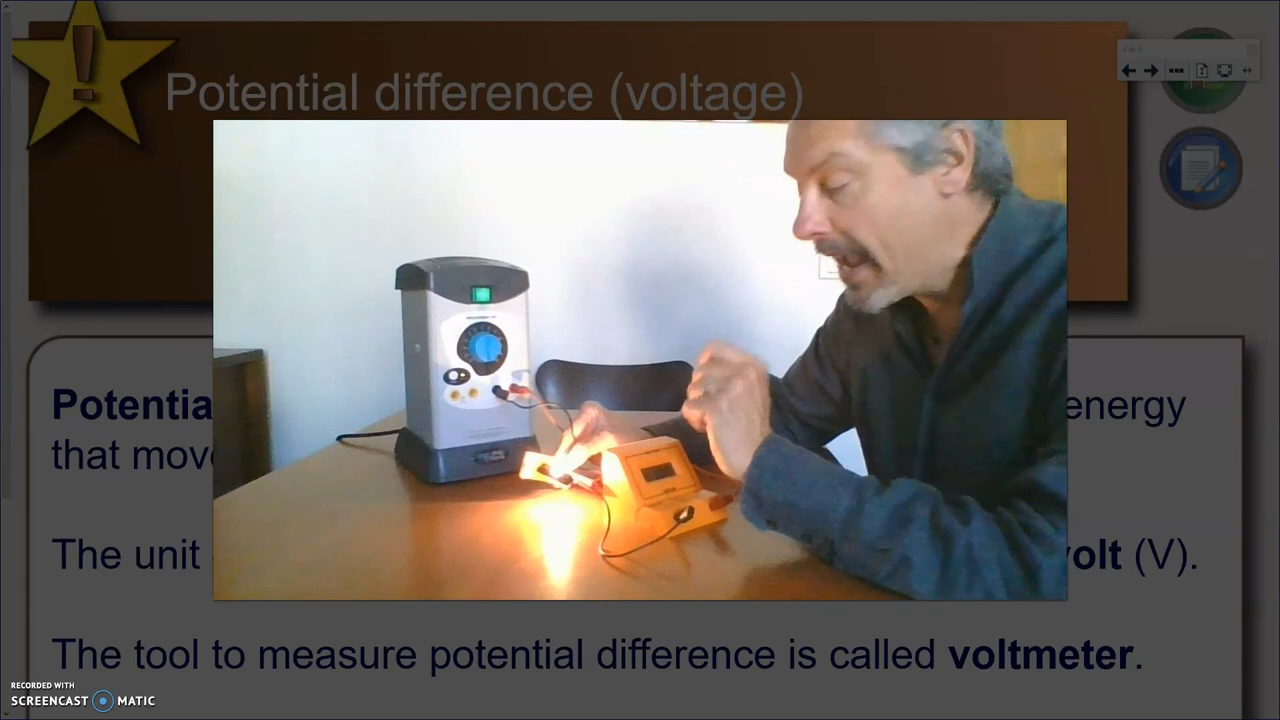 !
Potential difference (voltage)
Potentia
energy
that mov
The unit
volt (V).
The tool to measure potential difference is called voltmeter.
RECORDED WITH
SCREENCAST MATIC